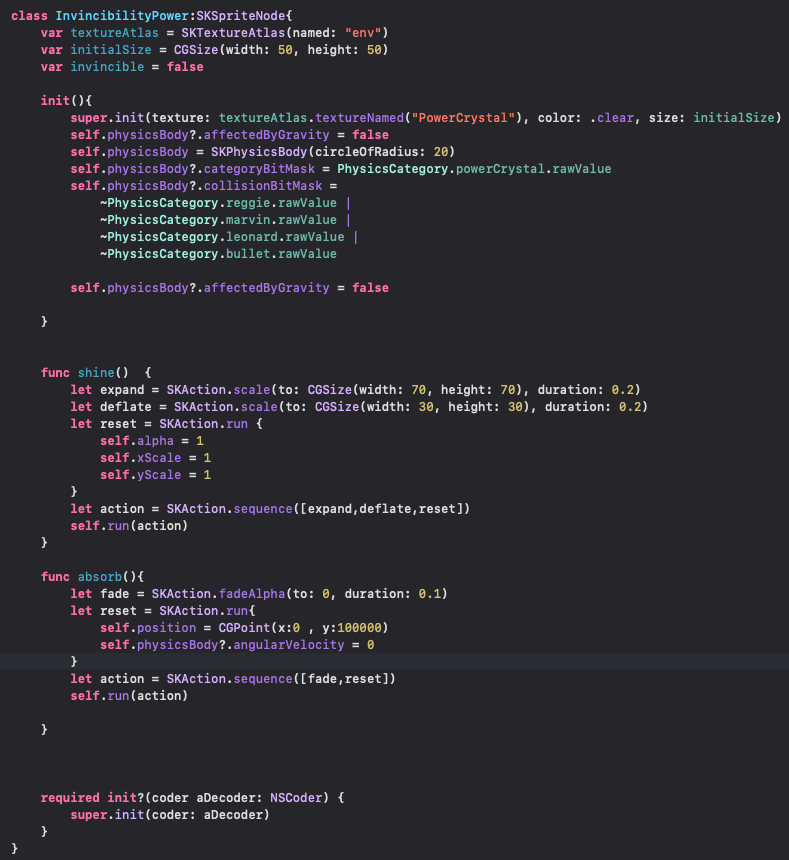 class InvincibilityPower:SKSpriteNode{
    var textureAtlas = SKTextureAtlas(named: "env")
    var initialSize = CGSize(width: 50, height: 50)
    var invincible = false

    init(){
        super.init(texture: textureAtlas.textureNamed("PowerCrystal"), color: .clear, size: initialSize)
        self.physicsBody?.affectedByGravity = false
        self.physicsBody = SKPhysicsBody(circleOfRadius: 20)
        self.physicsBody?.categoryBitMask = PhysicsCategory.powerCrystal.rawValue
        self.physicsBody?.collisionBitMask =
            ~PhysicsCategory.reggie.rawValue |
            ~PhysicsCategory.marvin.rawValue |
            ~PhysicsCategory.leonard.rawValue |
            ~PhysicsCategory.bullet.rawValue

        self.physicsBody?.affectedByGravity = false

    }


    func shine()  {
        let expand = SKAction.scale(to: CGSize(width: 70, height: 70), duration: 0.2)
        let deflate = SKAction.scale(to: CGSize(width: 30, height: 30), duration: 0.2)
        let reset = SKAction.run {
            self.alpha = 1
            self.xScale = 1
            self.yScale = 1
        }
        let action = SKAction.sequence([expand,deflate,reset])
        self.run(action)
    }

    func absorb(){
        let fade = SKAction.fadeAlpha(to: 0, duration: 0.1)
        let reset = SKAction.run{
            self.position = CGPoint(x:0 , y:100000)
            self.physicsBody?.angularVelocity = 0
        }
        let action = SKAction.sequence([fade,reset])
        self.run(action)

    }



    required init?(coder aDecoder: NSCoder) {
        super.init(coder: aDecoder)
    }
}